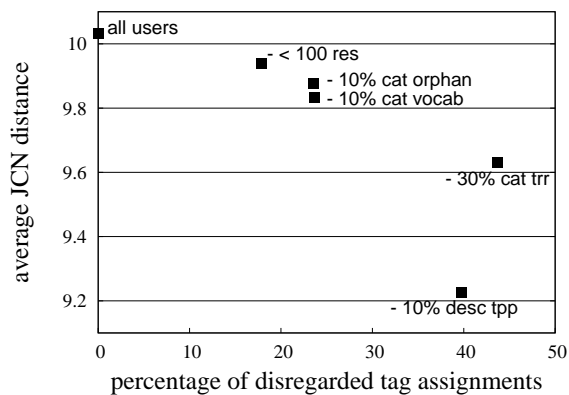 all users
10
- < 100 res
- 10% cat orphan
9.8
- 10% cat vocab
9.6
- 30% cat trr
9.4
9.2
- 10% desc tpp
0 10 20 30 40 50
percentage of disregarded tag assignments
average JCN distance